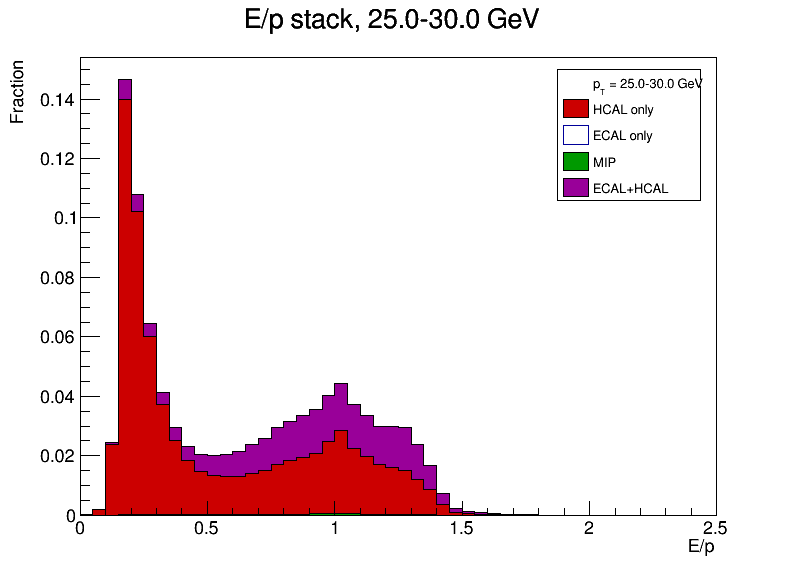 E/p stack, 25.0-30.0 GeV
Fraction
p_T = 25.0-30.0 GeV
HCAL only
ECAL only
MIP
ECAL+HCAL
0.14
0.12
0.1
0.08
0.06
0.04
0.02
0
0 0.5 1 1.5 2 2.5
E/p